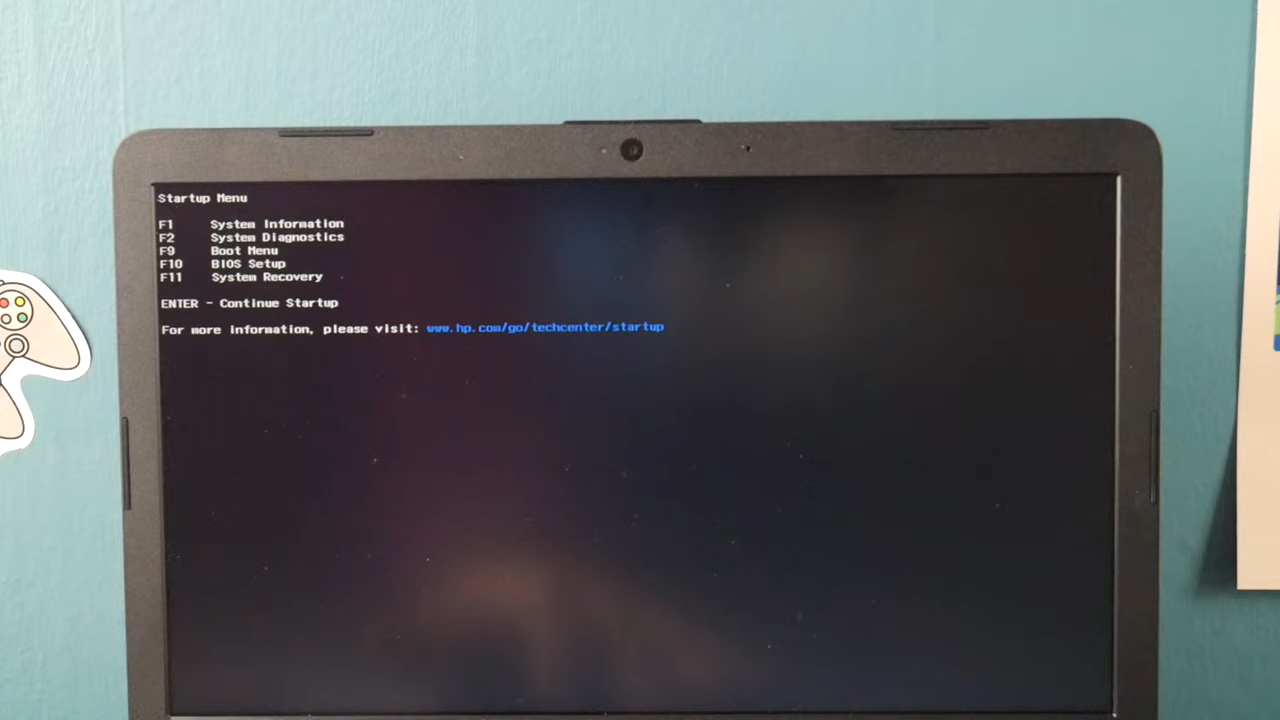 Startup Menu
F1 System Information
F2 System Diagnostics
F9 Boot Menu
F10 BIOS Setup
F11 System Recovery
ENTER - Continue Startup
For more information, please visit: www.hp.com/go/techcenter/startup